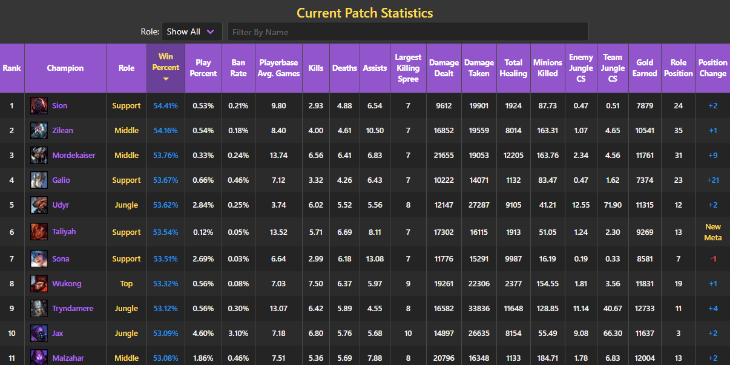 Current Patch Statistics
Role: Show All Filter By Name
Rank Champion Role Win Percent Play Percent Ban Rate Playerbase Avg. Games Kills Deaths Assists Largest Killing Spree Damage Dealt Damage Taken Total Healing Minions Killed Enemy Jungle CS Team Jungle CS Gold Earned Role Position Position Change
1 Sion Support 54.41% 0.53% 0.21% 9.80 2.93 4.88 6.54 7 9612 19901 1924 87.73 0.47 0.51 7879 24 +2
2 Zilean Middle 54.16% 0.54% 0.18% 8.40 4.00 4.61 10.50 7 16852 19559 8014 163.31 1.07 4.65 10541 35 +1
3 Mordekaiser Middle 53.76% 0.33% 0.24% 13.74 6.56 6.41 6.83 7 21655 19053 12205 163.76 2.34 4.56 11761 31 +9
4 Galio Support 53.67% 0.66% 0.46% 7.12 3.32 4.26 6.43 7 10222 14071 1132 83.47 0.47 1.62 7374 23 +21
5 Udyr Jungle 53.62% 2.84% 0.25% 3.74 6.02 5.52 5.56 8 12147 27287 9105 41.21 12.55 71.90 11315 12 +2
6 Taliyah Support 53.54% 0.12% 0.05% 13.52 5.71 6.69 8.11 7 17302 16115 1913 51.05 1.24 2.30 9269 13 New Meta
7 Sona Support 53.51% 2.69% 0.03% 6.64 2.99 6.18 13.08 7 11776 15291 9987 16.19 0.19 0.33 8581 7 -1
8 Wukong Top 53.32% 0.56% 0.08% 7.03 7.50 6.37 5.97 9 19261 22306 2377 154.55 1.81 3.56 11831 19 +1
9 Tryndamere Jungle 53.12% 0.56% 0.30% 13.07 6.42 5.89 4.55 8 16582 33836 11648 128.85 11.14 40.67 12733 11 +4
10 Jax Jungle 53.09% 4.60% 3.10% 7.18 6.80 5.76 5.68 10 14897 26635 8154 55.49 9.08 66.30 11637 3 +2
11 Malzahar Middle 53.08% 1.86% 0.46% 7.51 5.36 5.69 7.88 8 20796 16348 1133 184.71 1.78 6.83 12004 13 +2